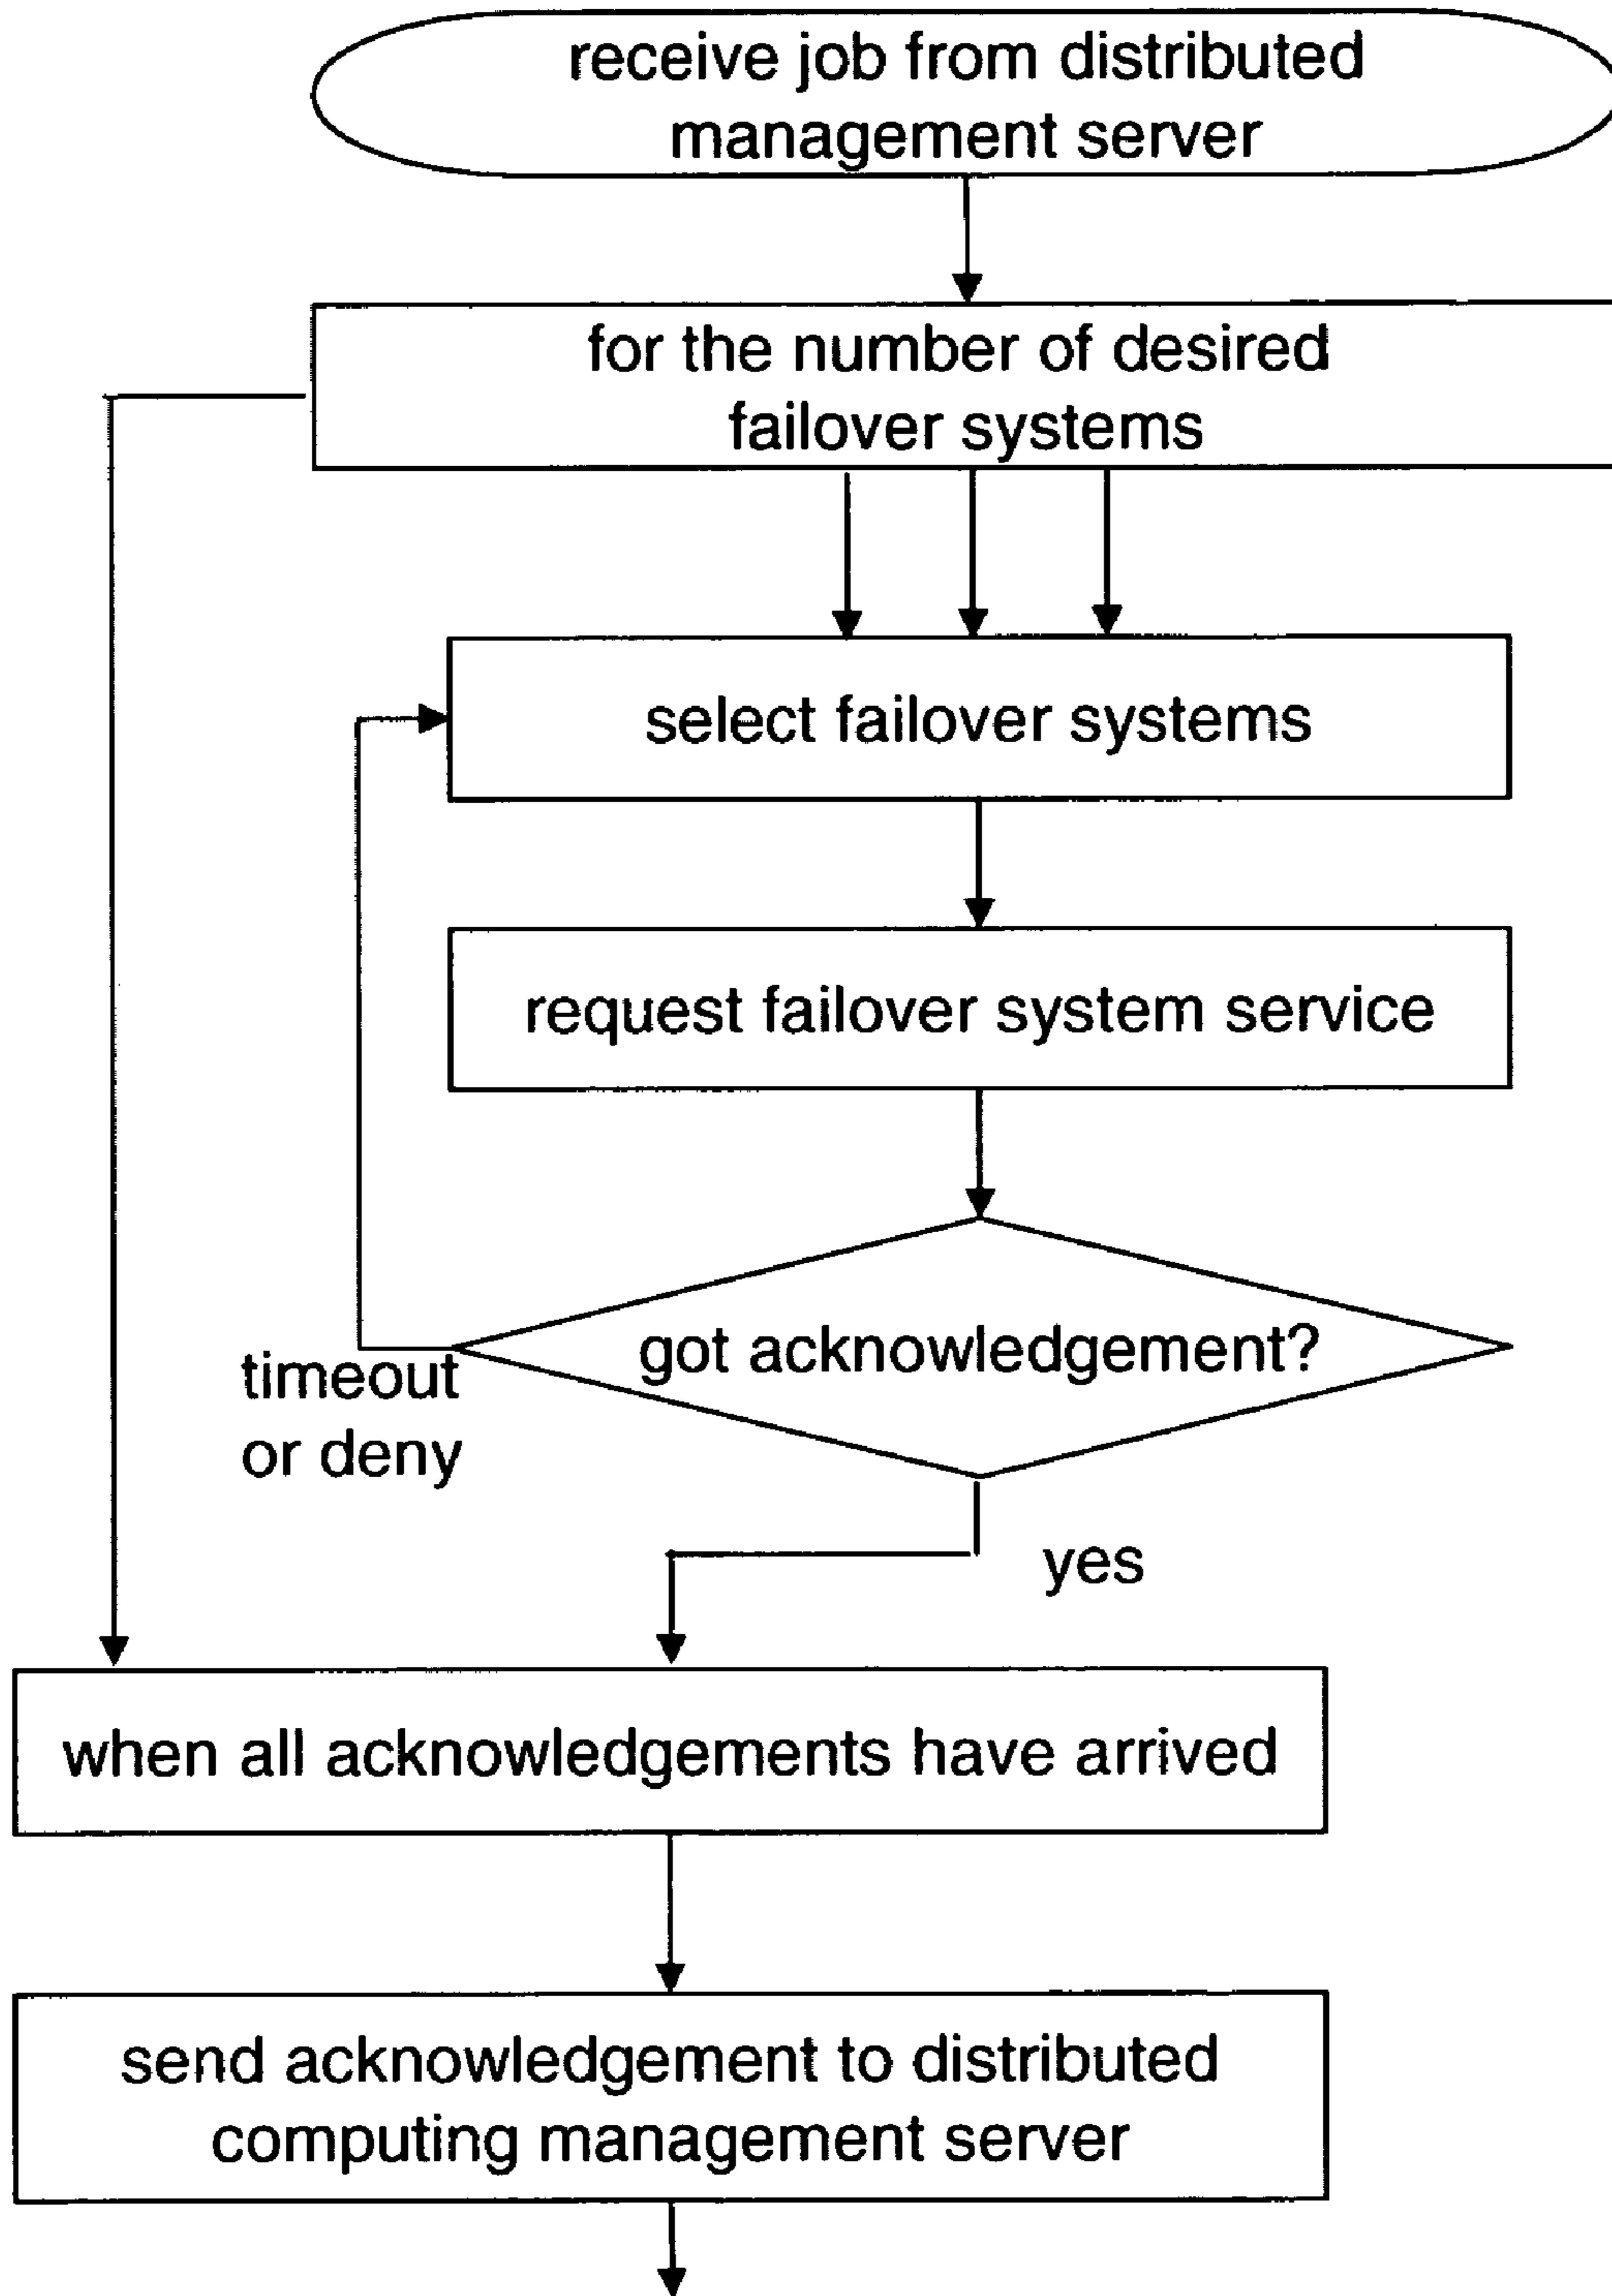 receive job from distributed
management server
for the number of desired
failover systems
select failover systems
request failover system service
got acknowledgement?
timeout
or deny
yes
when all acknowledgements have arrived
send acknowledgement to distributed
computing management server